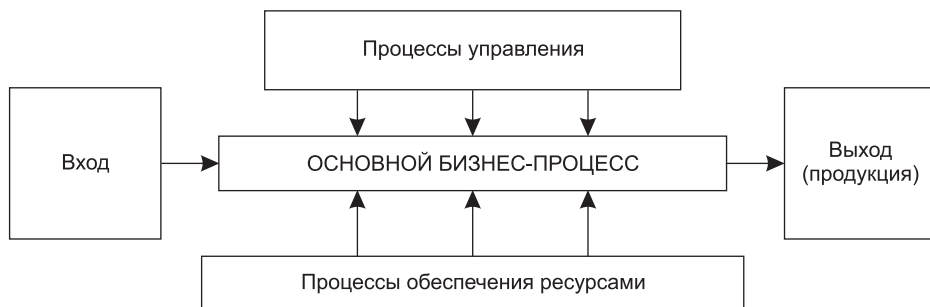 Процессы управления
Вход
ОСНОВНОЙ БИЗНЕС-ПРОЦЕСС
Выход
(продукция)
Процессы обеспечения ресурсами